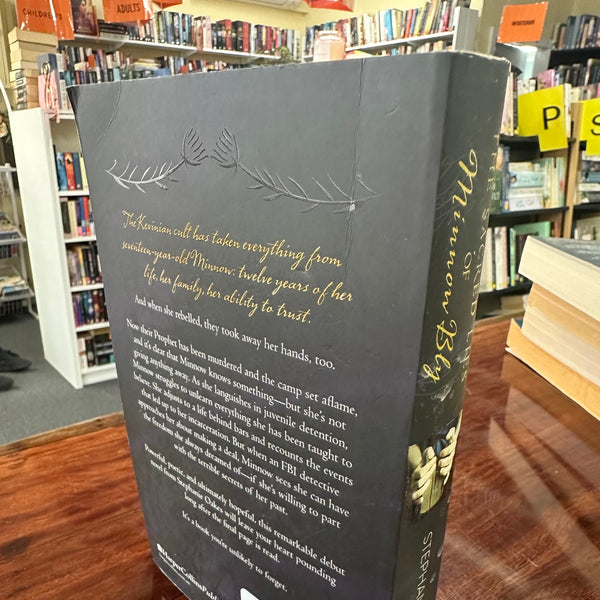 CHILDREN'S
ADULTS
WESTERN
P
S
The Kevinian cult has taken everything from
seventeen-year-old Minnow: twelve years of her
life, her family, her ability to trust.
And when she rebelled, they took away her hands, too.
Now their Prophet has been murdered and the camp set aflame,
and it's clear that Minnow knows something—but she's not
giving anything away. As she languishes in juvenile detention,
Minnow struggles to unlearn everything she has been taught to
believe. She adjusts to a life behind bars and recounts the events
that led up to her incarceration. But when an FBI detective
approaches her about making a deal, Minnow sees she can have
the freedom she always dreamed of—if she's willing to part
with the terrible secrets of her past.
Powerful, poetic, and ultimately hopeful, this remarkable debut
novel from Stephanie Oakes will leave your heart pounding
long after the final page is read.
It's a book you're unlikely to forget.
HarperCollinsPubli
SACRED
OF
Minnow Bly
STEPHA